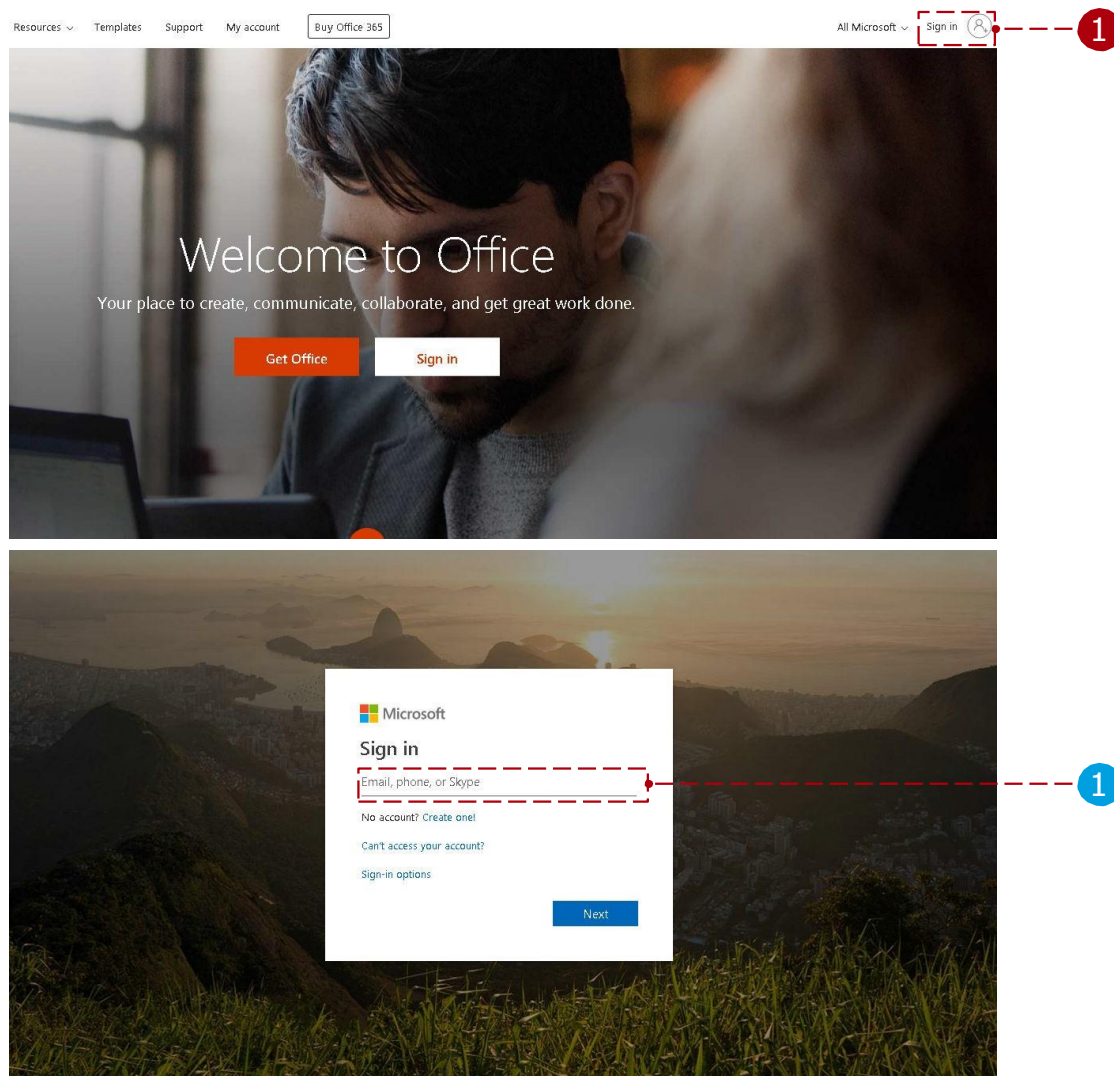 Resources Templates Support My account Buy Office 365 All Microsoft Sign in 1
Welcome to Office
Your place to create, communicate, collaborate, and get great work done.
Get Office Sign in
Microsoft
Sign in
Email, phone, or Skype 1
No account? Create one!
Can't access your account?
Sign-in options
Next